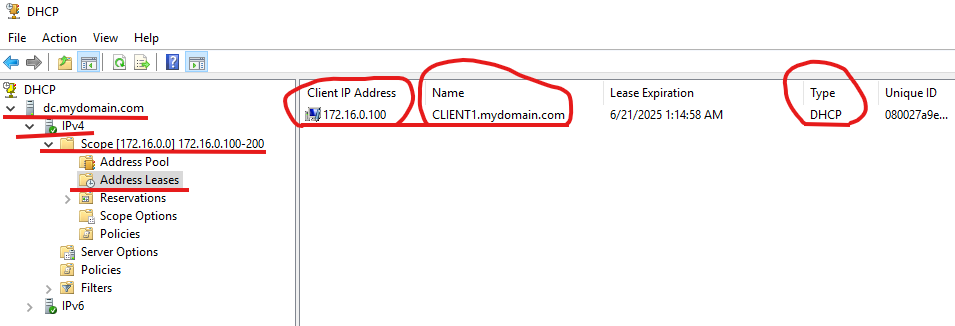 DHCP
File Action View Help
DHCP
dc.mydomain.com
IPv4
Scope [172.16.0.0] 172.16.0.100-200
Address Pool
Address Leases
Reservations
Scope Options
Policies
Server Options
Policies
Filters
IPv6
Client IP Address Name Lease Expiration Type Unique ID
172.16.0.100 CLIENT1.mydomain.com 6/21/2025 1:14:58 AM DHCP 080027a9e...